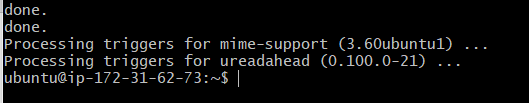 done.
done.
Processing triggers for mime-support (3.60ubuntu1) ...
Processing triggers for ureadahead (0.100.0-21) ...
ubuntu@ip-172-31-62-73:~$